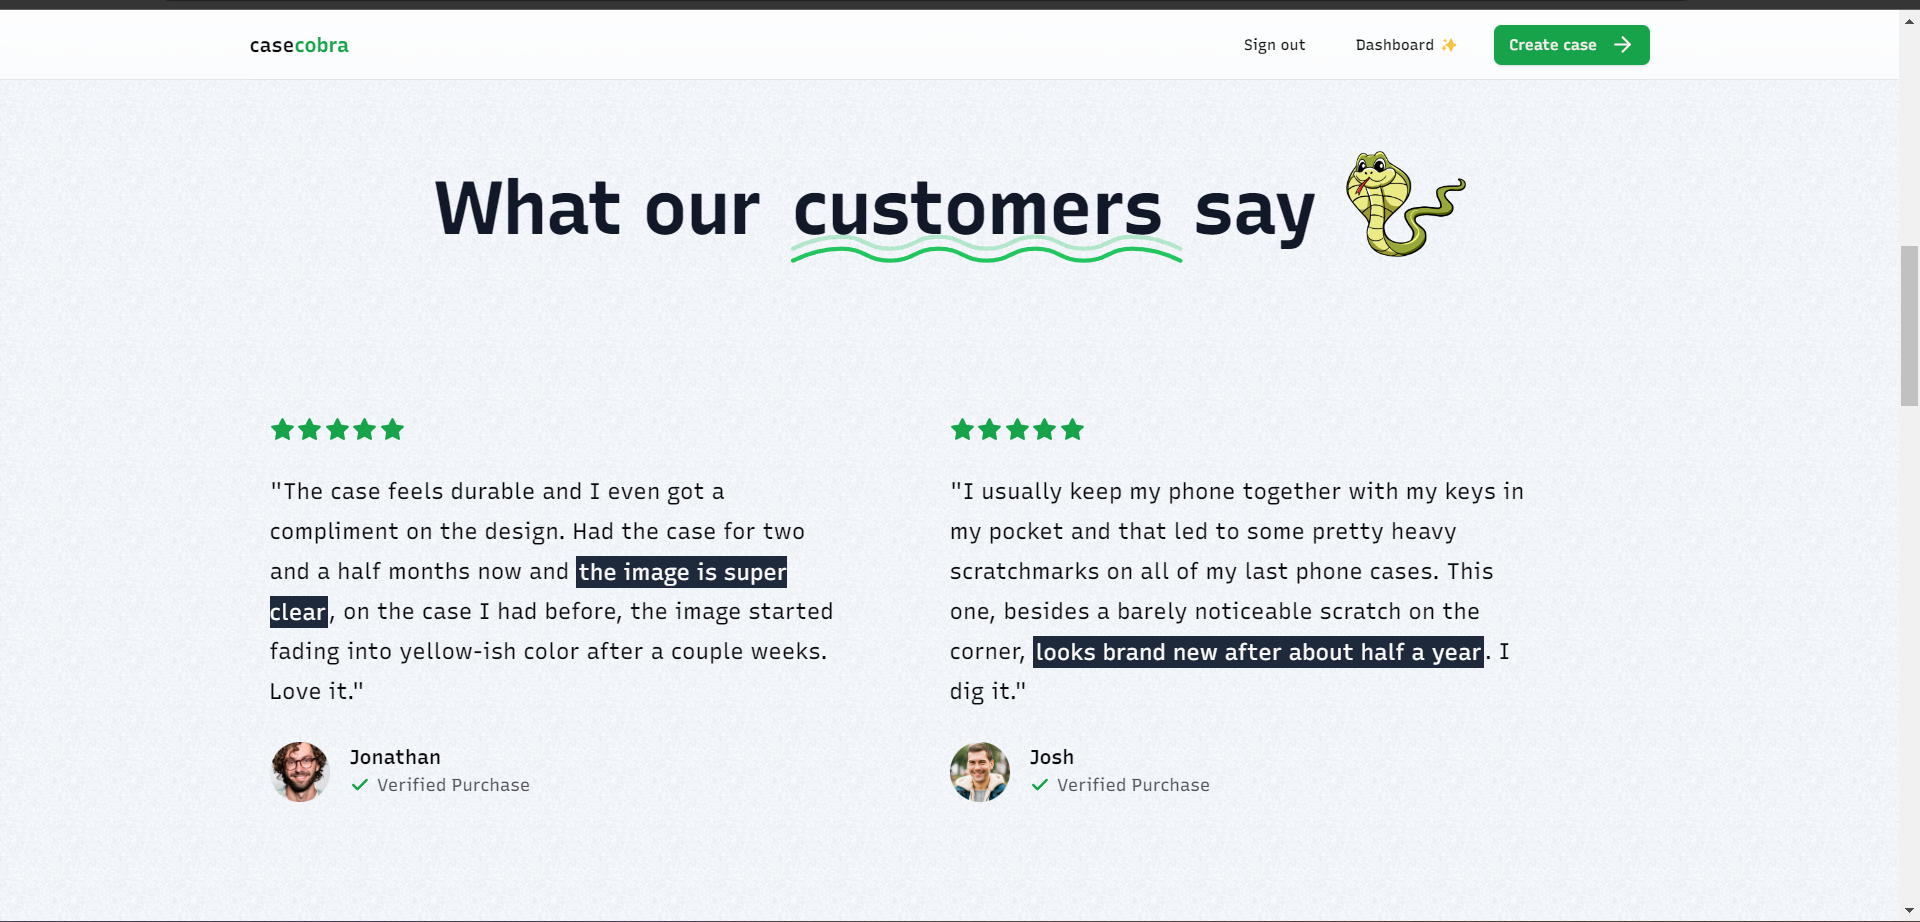 casecobra
Sign out
Dashboard ✨
Create case
What our customers say
"The case feels durable and I even got a
compliment on the design. Had the case for two
and a half months now and the image is super
clear, on the case I had before, the image started
fading into yellow-ish color after a couple weeks.
Love it."
Jonathan
Verified Purchase
"I usually keep my phone together with my keys in
my pocket and that led to some pretty heavy
scratchmarks on all of my last phone cases. This
one, besides a barely noticeable scratch on the
corner, looks brand new after about half a year. I
dig it."
Josh
Verified Purchase